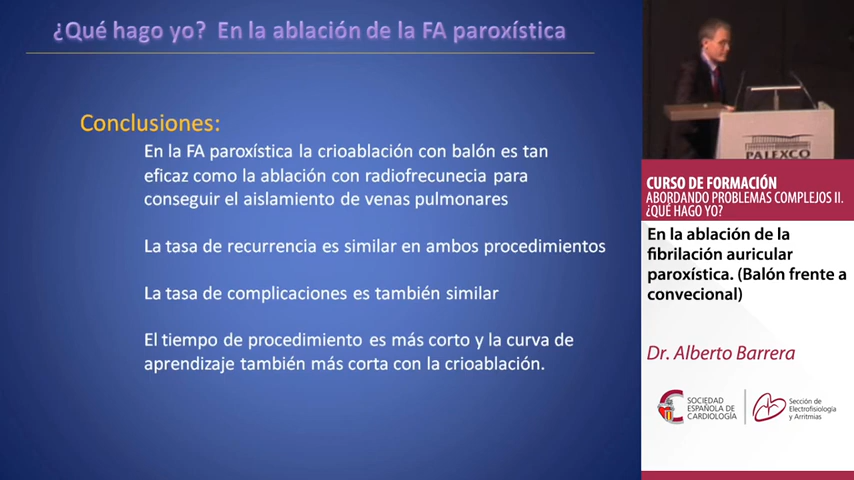 ¿Qué hago yo? En la ablación de la FA paroxística
Conclusiones:
En la FA paroxística la crioablación con balón es tan
eficaz como la ablación con radiofrecunecia para
conseguir el aislamiento de venas pulmonares
La tasa de recurrencia es similar en ambos procedimientos
La tasa de complicaciones es también similar
El tiempo de procedimiento es más corto y la curva de
aprendizaje también más corta con la crioablación.
PALEXCO
CURSO DE FORMACIÓN
ABORDANDO PROBLEMAS COMPLEJOS II.
¿QUÉ HAGO YO?
En la ablación de la
fibrilación auricular
paroxística. (Balón frente a
convecional)
Dr. Alberto Barrera
SOCIEDAD
ESPAÑOLA DE
CARDIOLOGÍA
Sección de
Electrofisiología
y Arritmias